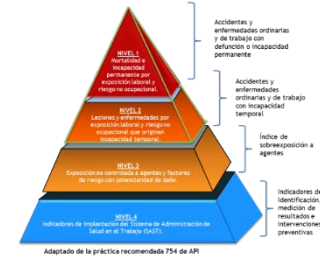 NIVEL 1
Mortalidad e
incapacidad
permanente por
exposición laboral y
riesgo no ocupacional.
Accidentes y
enfermedades ordinarias
y de trabajo con
defunción o incapacidad
permanente
NIVEL 2
Lesiones y enfermedades por
exposición laboral y riesgo no
ocupacional que originen
incapacidad temporal.
Accidentes y
enfermedades
ordinarias y de trabajo
con incapacidad
temporal
NIVEL 3
Exposición no controlada a agentes y factores
de riesgo con potencialidad de daño.
Índice de
sobreexposición a
agentes
NIVEL 4
Indicadores de implantación del Sistema de Administración de
Salud en el Trabajo (SAST).
Indicadores de
Identificación,
medición de
resultados e
intervenciones
preventivas
Adaptado de la práctica recomendada 754 de API